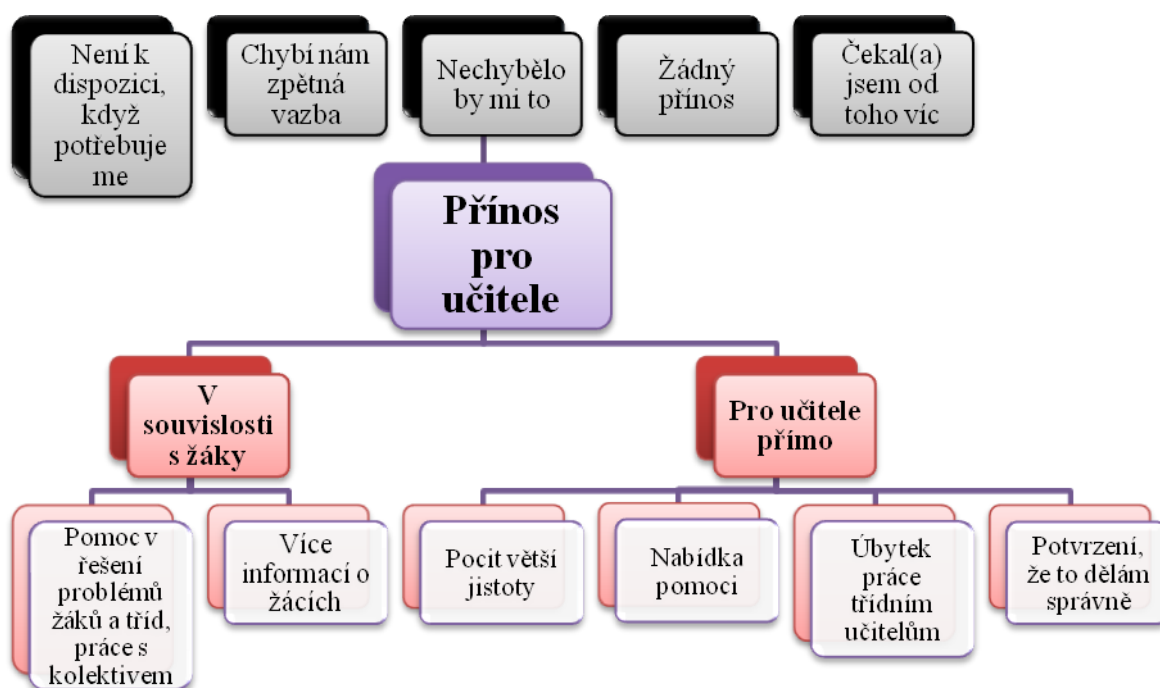 Není k
dispozici,
když
potřebuje
me
Chybí nám
zpětná
vazba
Nechybělo
by mi to
Žádný
přínos
Čekal(a)
jsem od
toho víc
Přínos
pro
učitele
V
souvislosti
s žáky
Pro učitele
přímo
Pomoc v
řešení
problémů
žáků a tříd,
práce s
kolektivem
Více
informací o
žácích
Pocit větší
jistoty
Nabídka
pomoci
Úbytek
práce
třídním
učitelům
Potvrzení,
že to dělám
správně